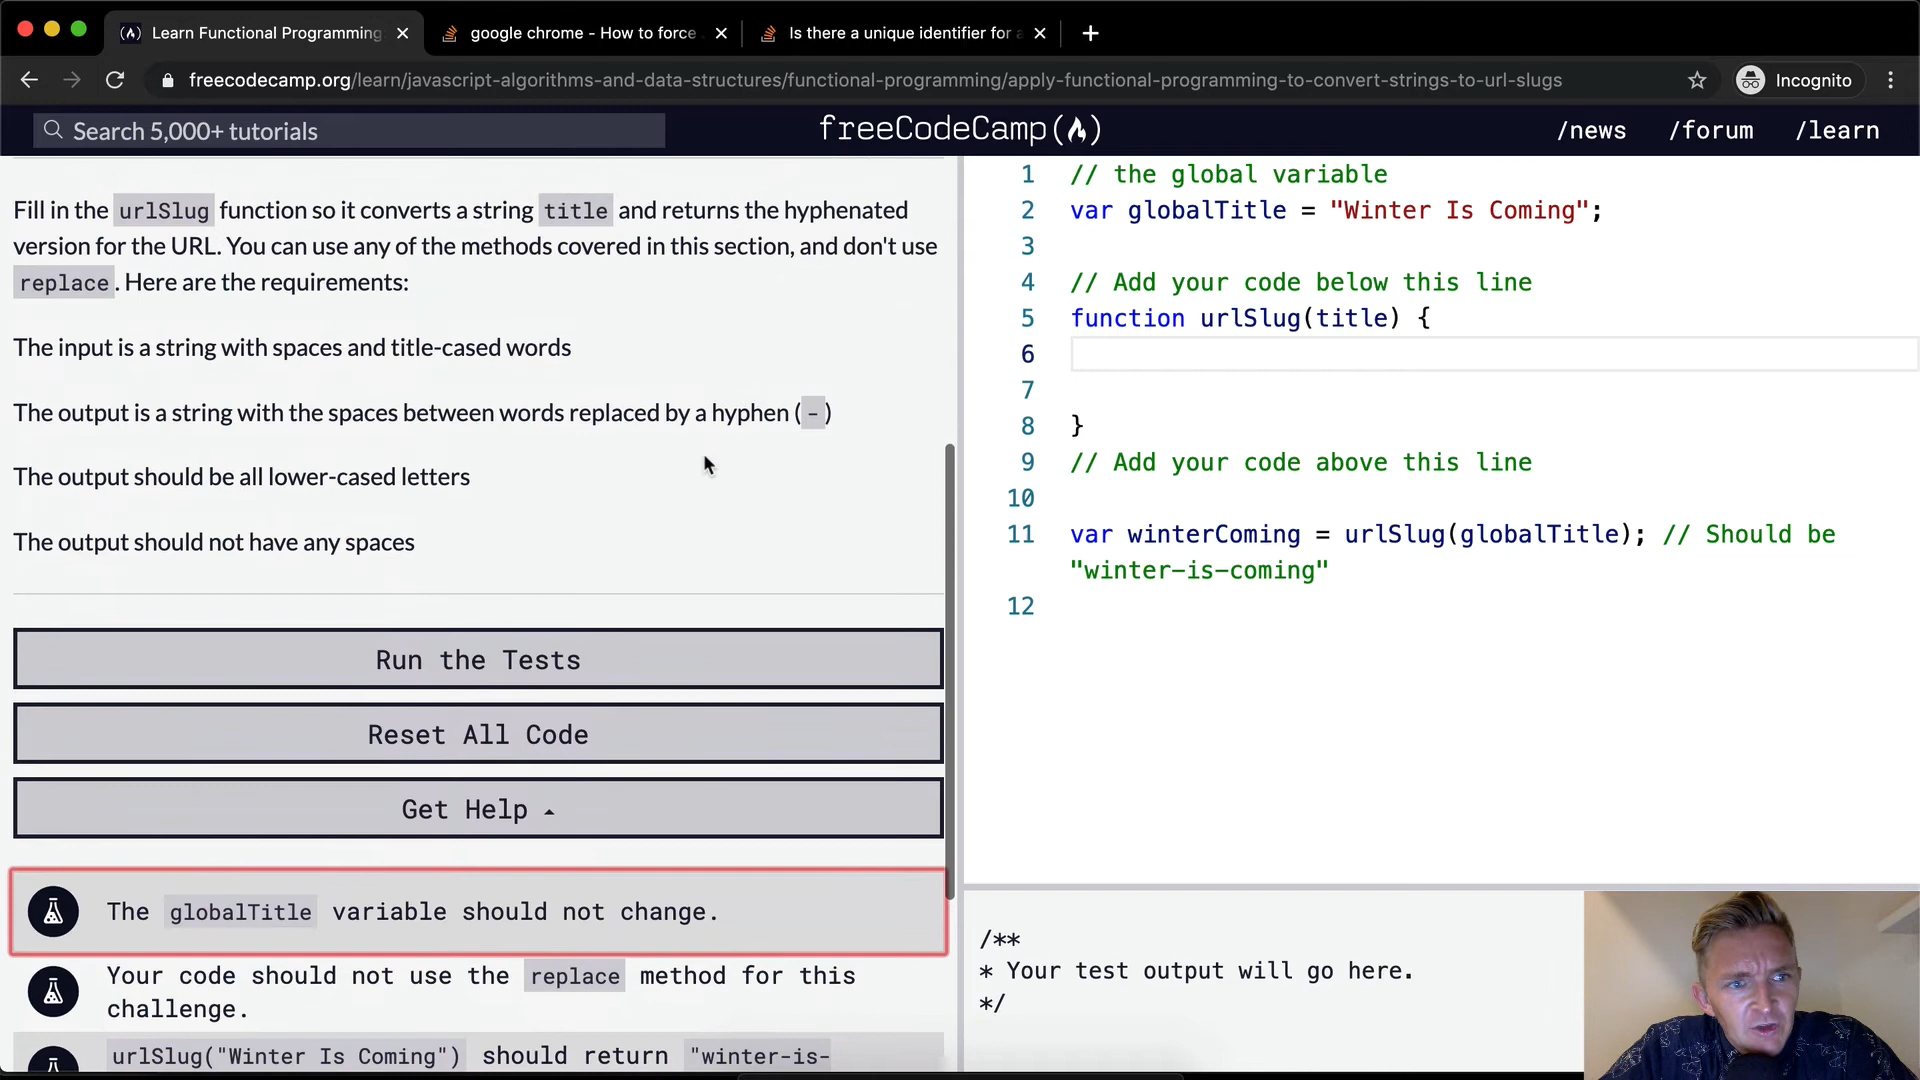 Learn Functional Programming
google chrome - How to force
Is there a unique identifier for a
freecodecamp.org/learn/javascript-algorithms-and-data-structures/functional-programming/apply-functional-programming-to-convert-strings-to-url-slugs
Incognito
Search 5,000+ tutorials
freeCodeCamp
/news
/forum
/learn
Fill in the urlSlug function so it converts a string title and returns the hyphenated
version for the URL. You can use any of the methods covered in this section, and don't use
replace. Here are the requirements:
The input is a string with spaces and title-cased words
The output is a string with the spaces between words replaced by a hyphen (-)
The output should be all lower-cased letters
The output should not have any spaces
Run the Tests
Reset All Code
Get Help
The globalTitle variable should not change.
Your code should not use the replace method for this
challenge.
urlSlug("Winter Is Coming") should return "winter-is-
1 // the global variable
2 var globalTitle = "Winter Is Coming";
3
4 // Add your code below this line
5 function urlSlug(title) {
6
7
8 }
9 // Add your code above this line
10
11 var winterComing = urlSlug(globalTitle); // Should be
"winter-is-coming"
12
/**
* Your test output will go here.
*/